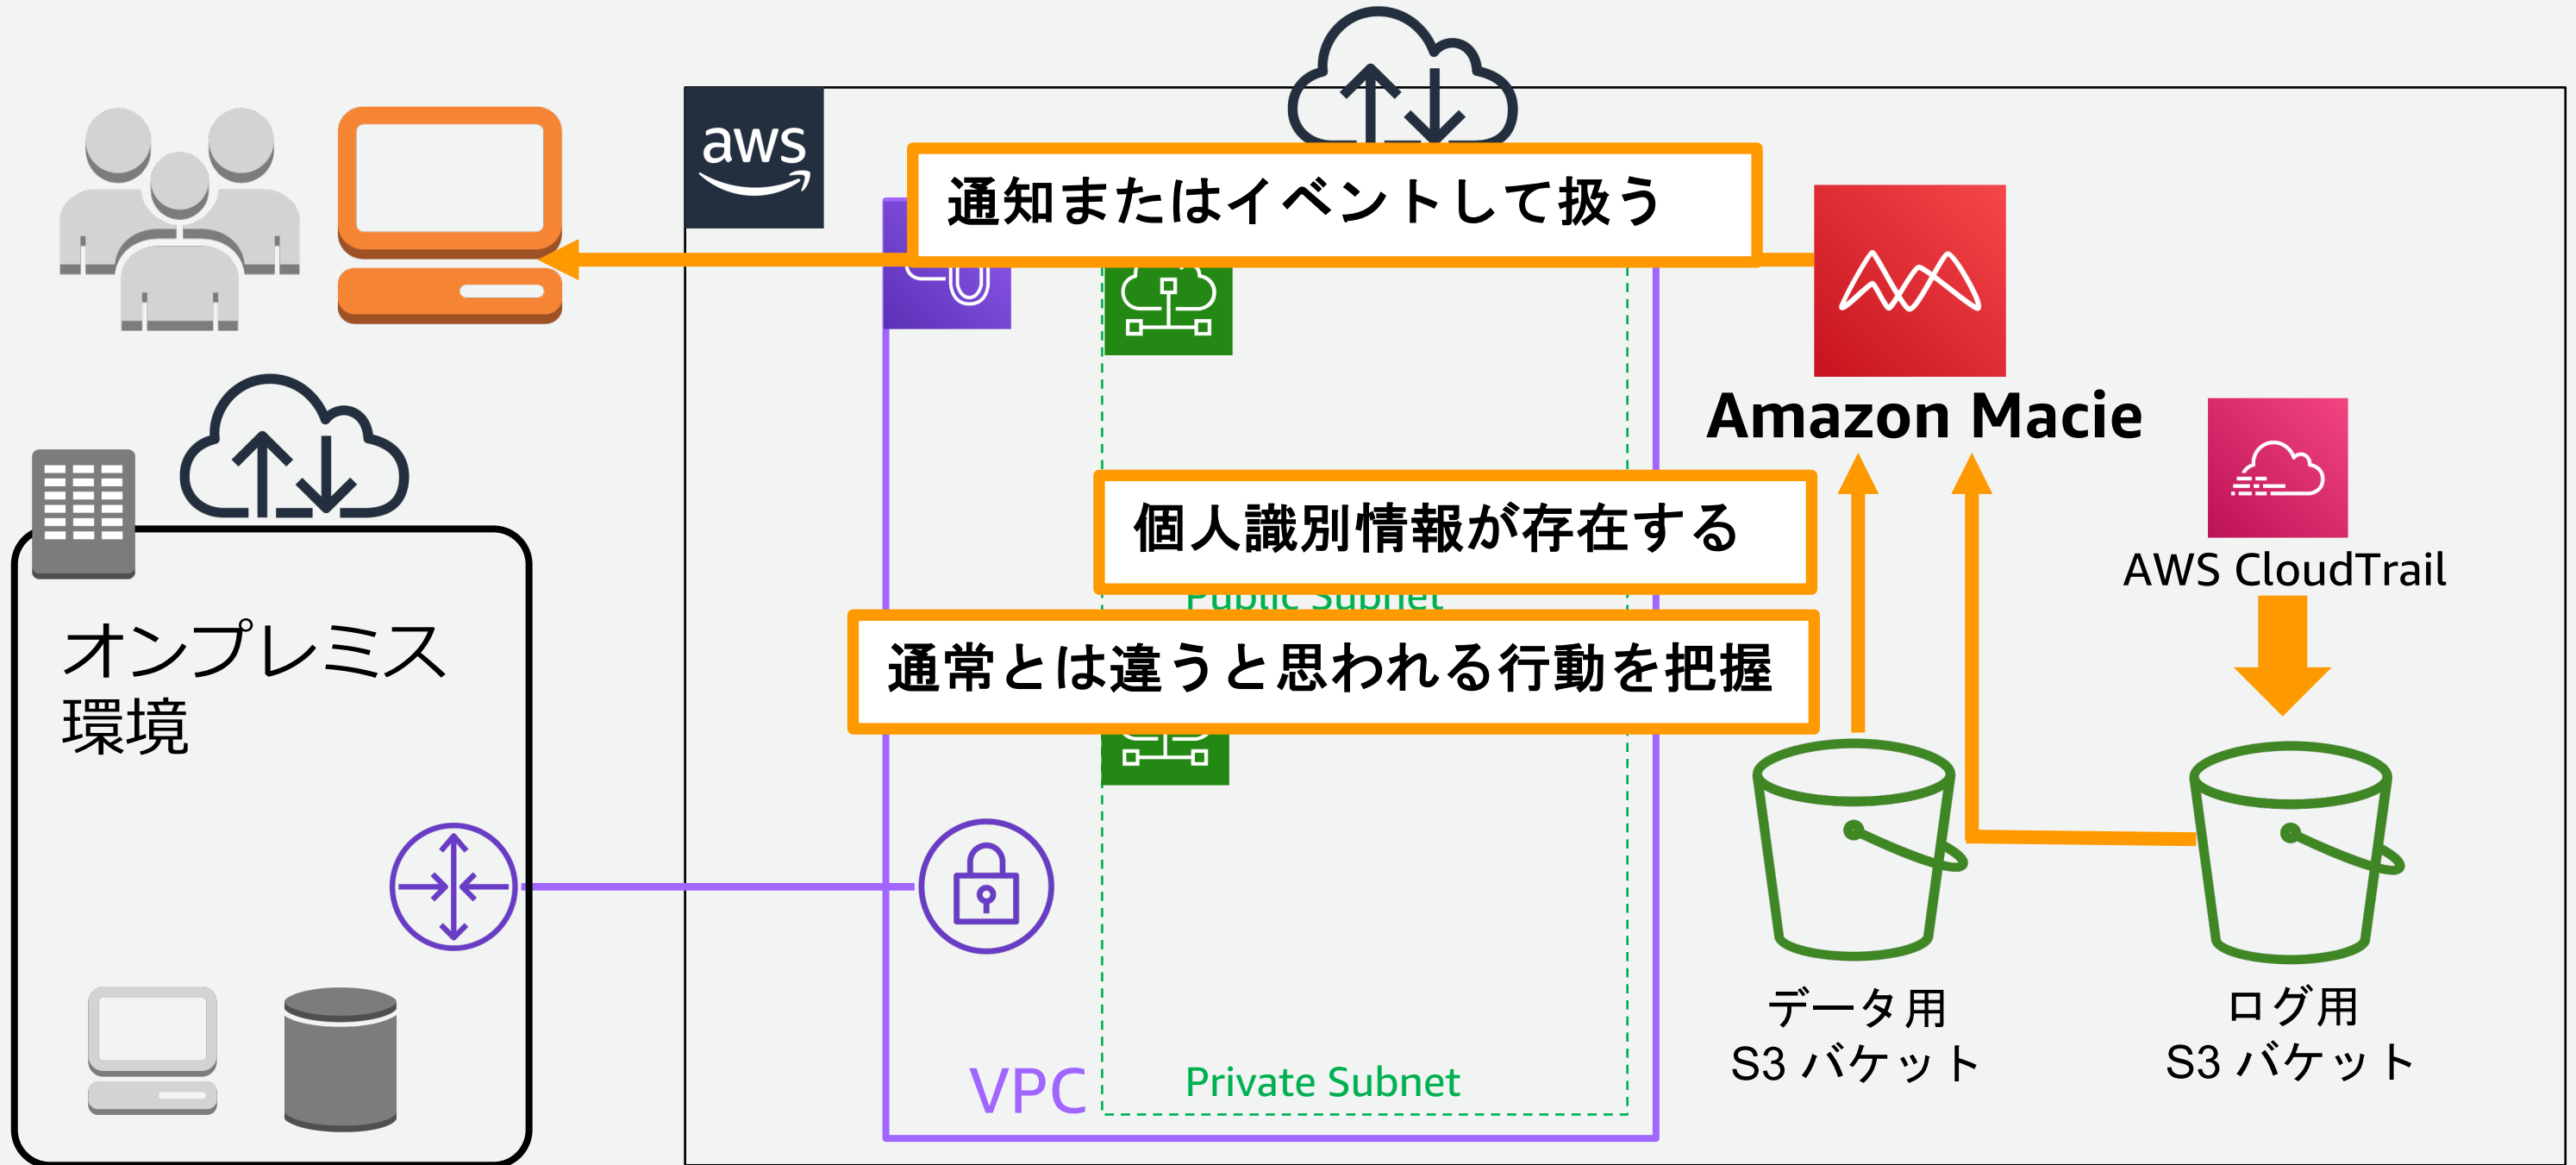 aws
通知またはイベントして扱う
Amazon Macie
個人識別情報が存在する
AWS CloudTrail
Public Subnet
通常とは違うと思われる行動を把握
オンプレミス
環境
データ用
S3 バケット
ログ用
S3 バケット
VPC
Private Subnet